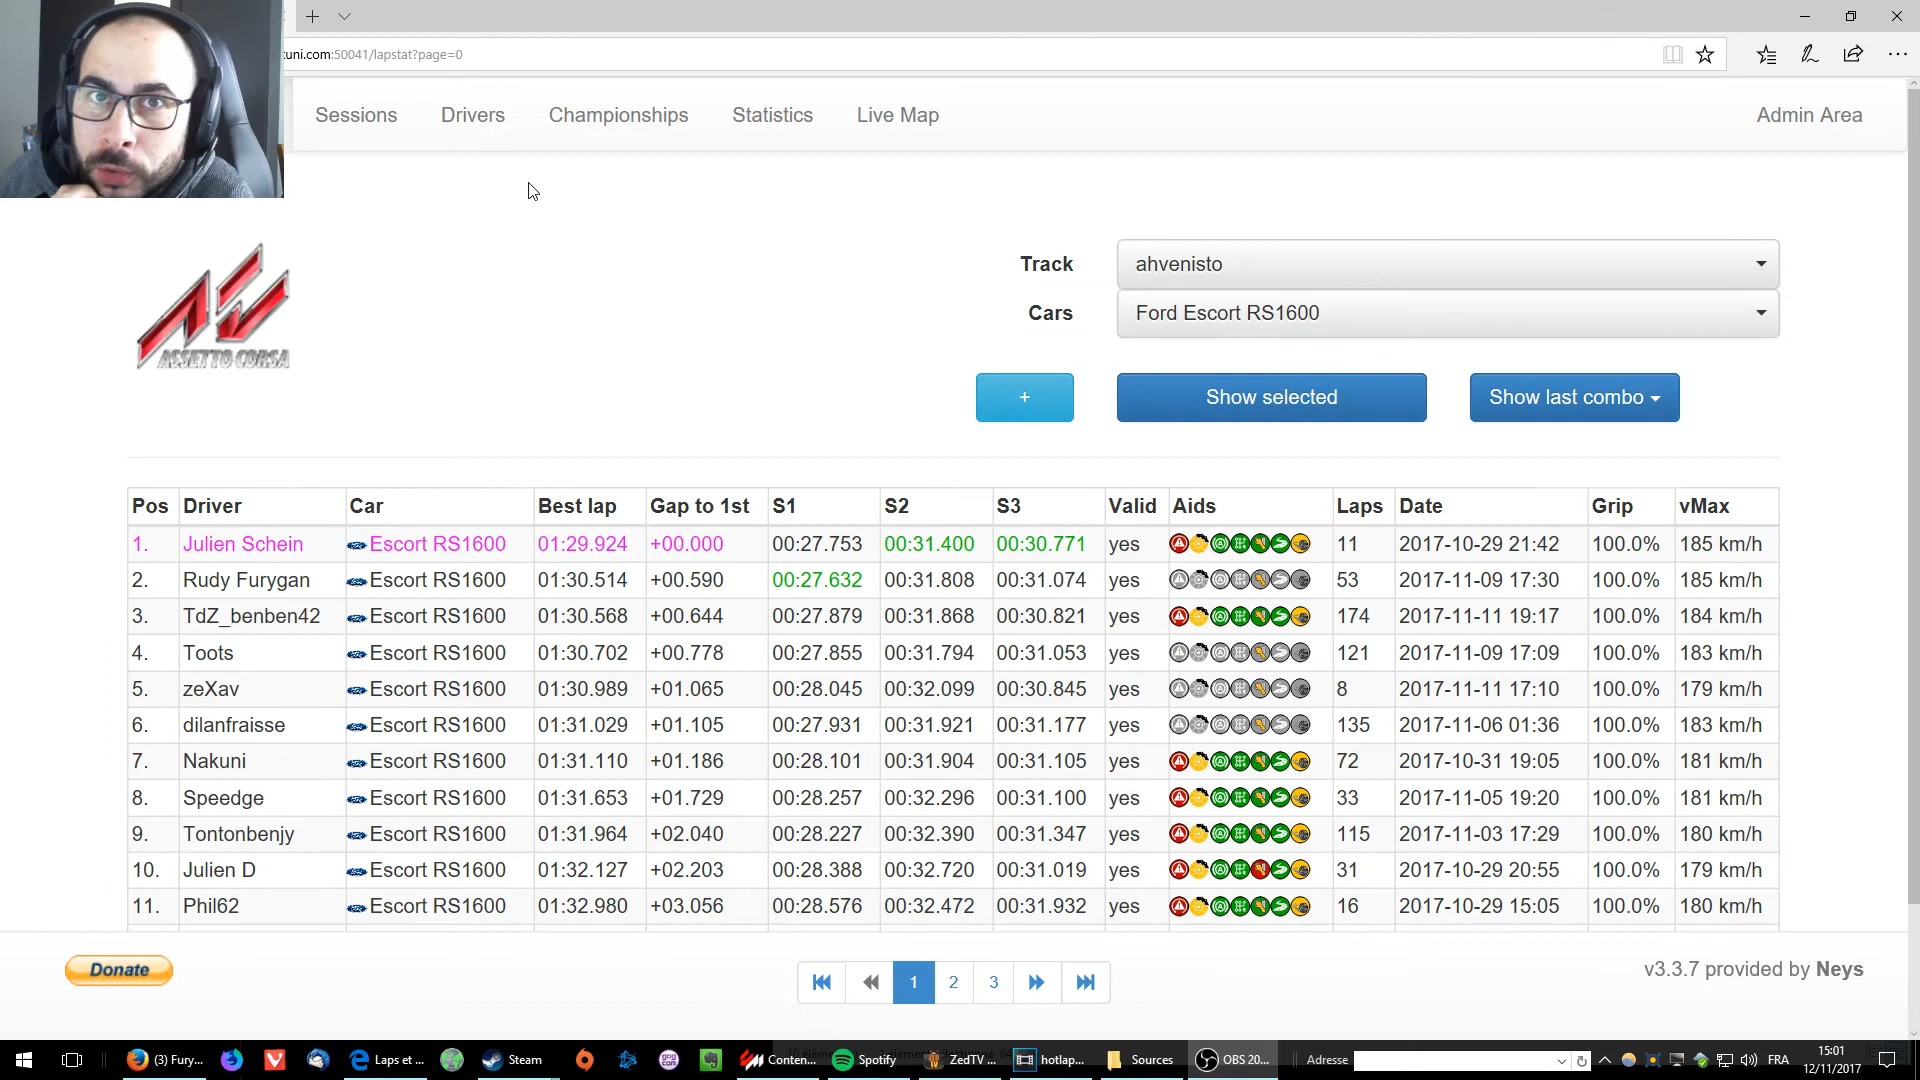 tuni.com:50041/lapstat?page=0
Sessions Drivers Championships Statistics Live Map Admin Area
ASSETTO CORSA
Track ahvenisto
Cars Ford Escort RS1600
+ Show selected Show last combo
Pos Driver Car Best lap Gap to 1st S1 S2 S3 Valid Aids Laps Date Grip vMax
1. Julien Schein Escort RS1600 01:29.924 +00.000 00:27.753 00:31.400 00:30.771 yes 11 2017-10-29 21:42 100.0% 185 km/h
2. Rudy Furygan Escort RS1600 01:30.514 +00.590 00:27.632 00:31.808 00:31.074 yes 53 2017-11-09 17:30 100.0% 185 km/h
3. TdZ_benben42 Escort RS1600 01:30.568 +00.644 00:27.879 00:31.868 00:30.821 yes 174 2017-11-11 19:17 100.0% 184 km/h
4. Toots Escort RS1600 01:30.702 +00.778 00:27.855 00:31.794 00:31.053 yes 121 2017-11-09 17:09 100.0% 183 km/h
5. zeXav Escort RS1600 01:30.989 +01.065 00:28.045 00:32.099 00:30.845 yes 8 2017-11-11 17:10 100.0% 179 km/h
6. dilanfraisse Escort RS1600 01:31.029 +01.105 00:27.931 00:31.921 00:31.177 yes 135 2017-11-06 01:36 100.0% 183 km/h
7. Nakuni Escort RS1600 01:31.110 +01.186 00:28.101 00:31.904 00:31.105 yes 72 2017-10-31 19:05 100.0% 181 km/h
8. Speedge Escort RS1600 01:31.653 +01.729 00:28.257 00:32.296 00:31.100 yes 33 2017-11-05 19:20 100.0% 181 km/h
9. Tontonbenjy Escort RS1600 01:31.964 +02.040 00:28.227 00:32.390 00:31.347 yes 115 2017-11-03 17:29 100.0% 180 km/h
10. Julien D Escort RS1600 01:32.127 +02.203 00:28.388 00:32.720 00:31.019 yes 31 2017-10-29 20:55 100.0% 179 km/h
11. Phil62 Escort RS1600 01:32.980 +03.056 00:28.576 00:32.472 00:31.932 yes 16 2017-10-29 15:05 100.0% 180 km/h
Donate 1 2 3 v3.3.7 provided by Neys
(3) Fury... Laps et ... Steam gog.com Conten... Spotify ZedTV ... hotlap... Sources OBS 20... Adresse FRA 15:01
12/11/2017